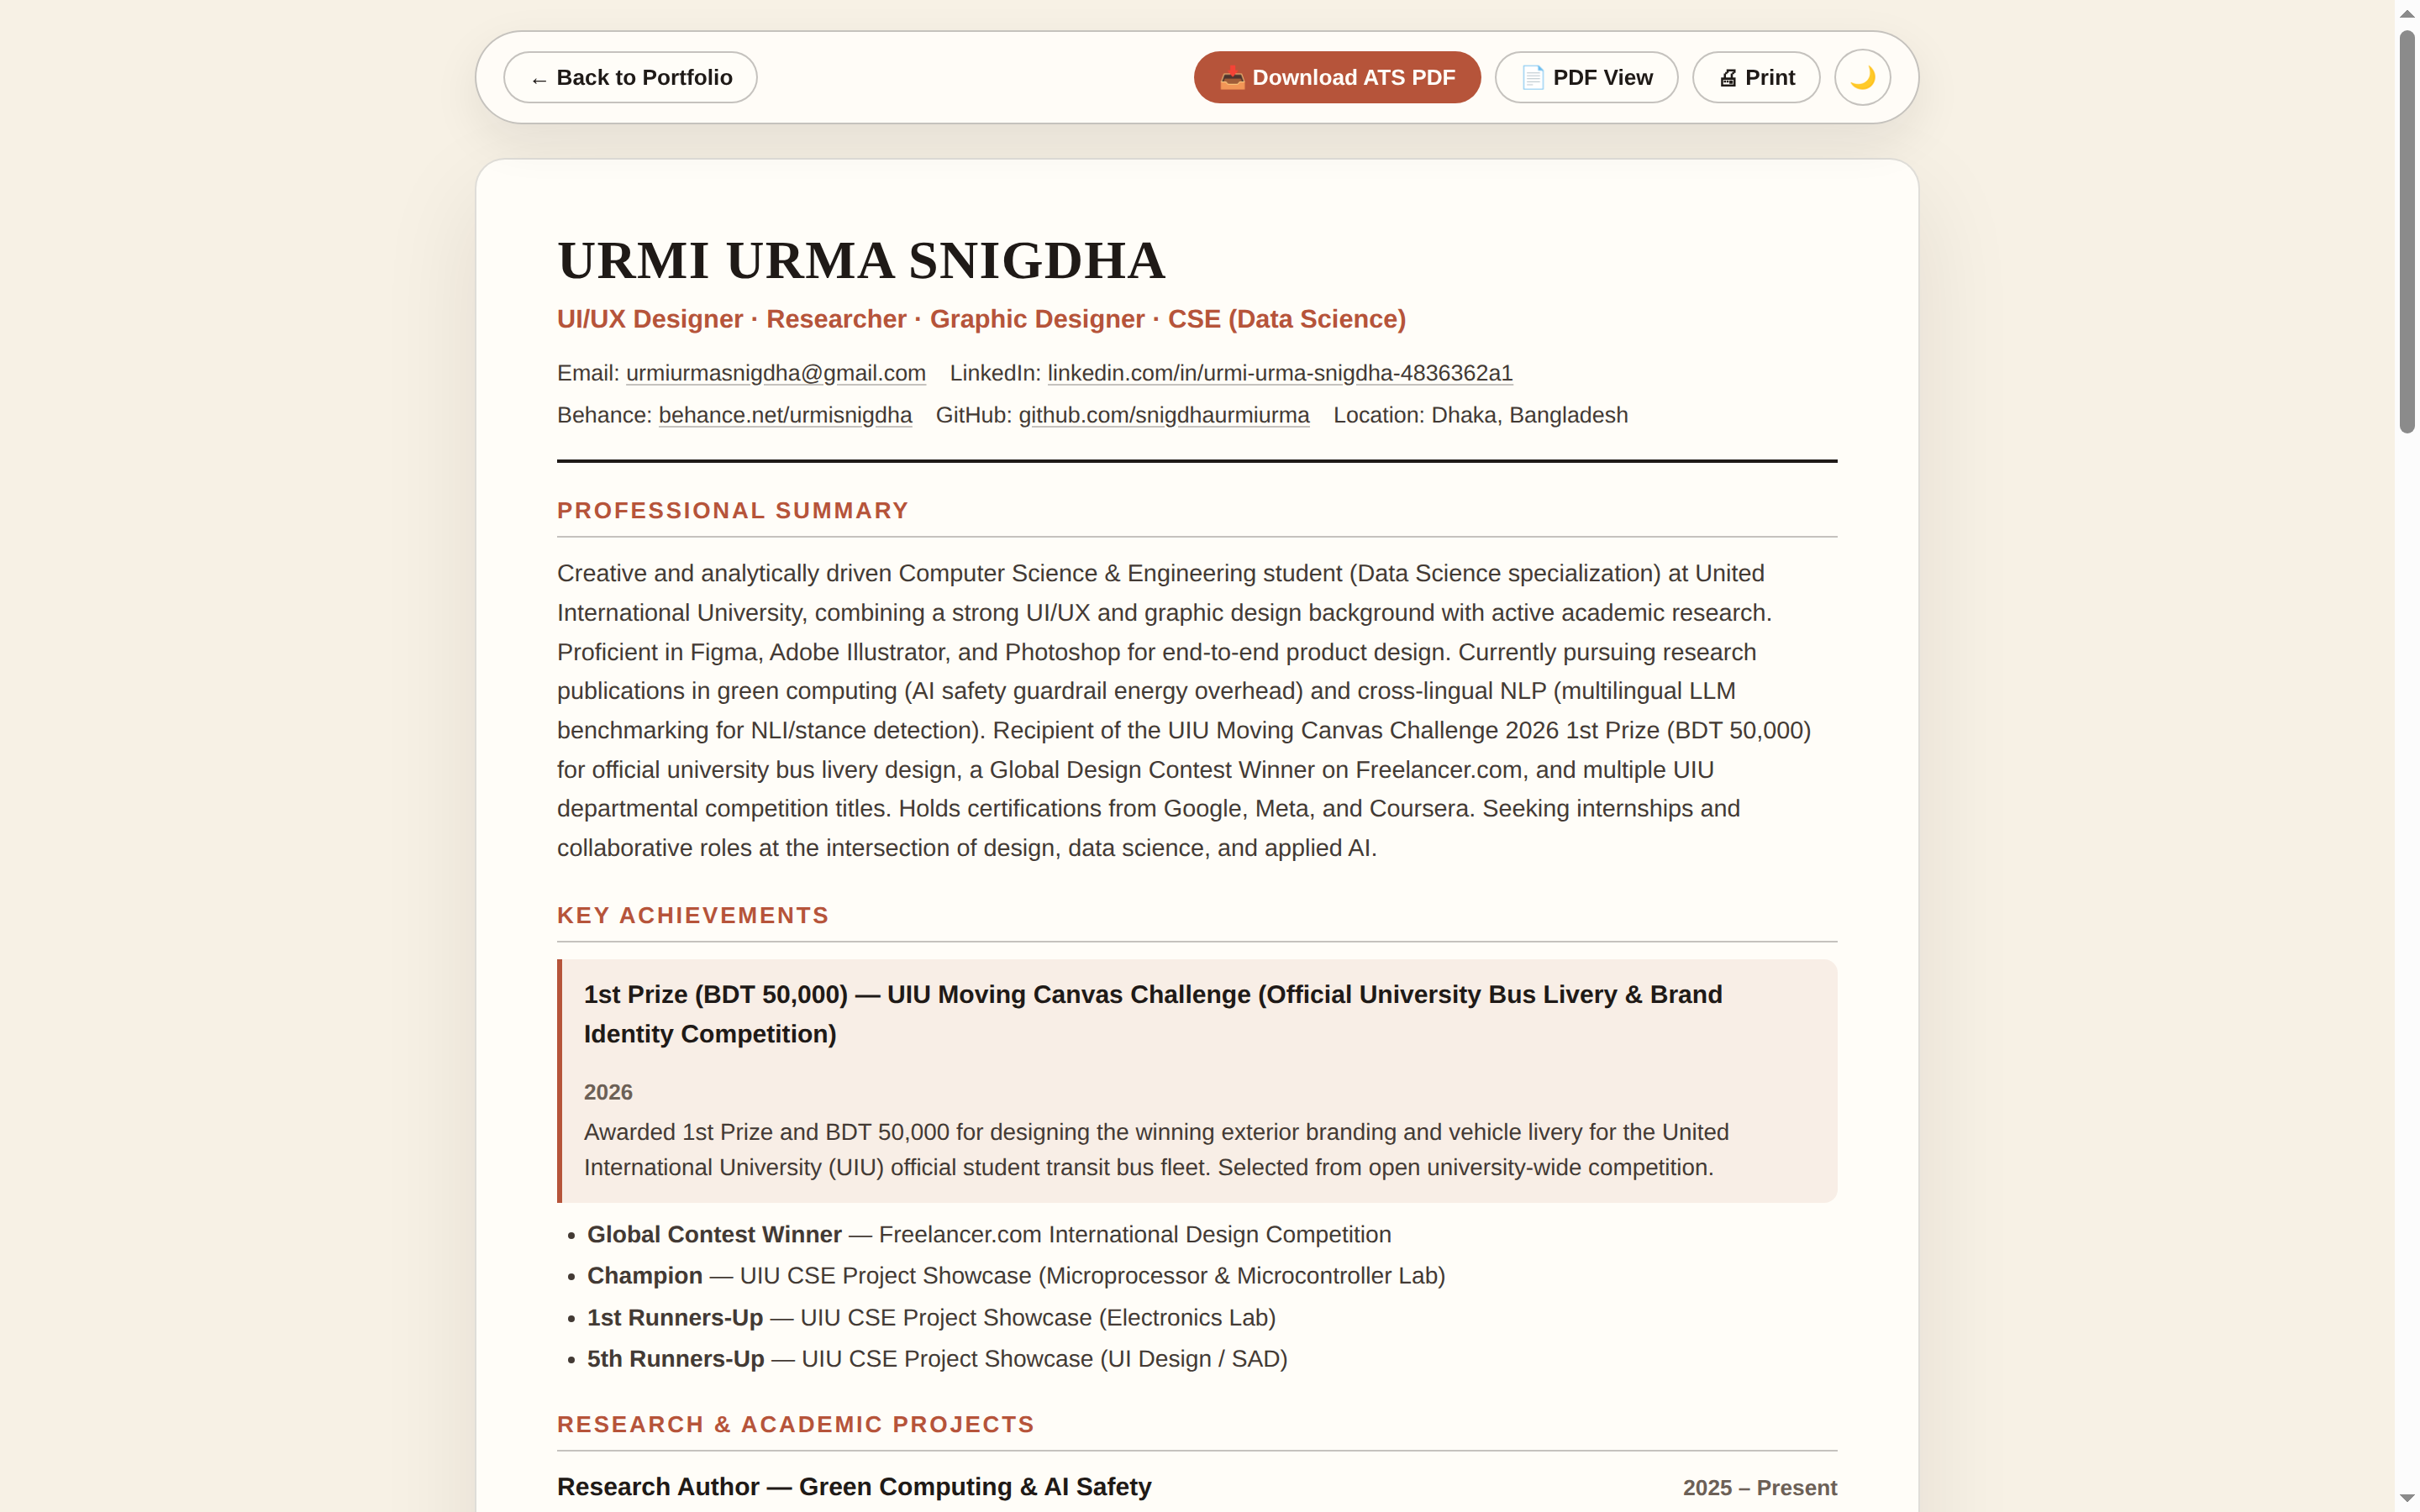 ← Back to Portfolio
📥 Download ATS PDF
📄 PDF View
🖨 Print
🌙
URMI URMA SNIGDHA
UI/UX Designer · Researcher · Graphic Designer · CSE (Data Science)
Email: urmiurmasnigdha@gmail.com LinkedIn: linkedin.com/in/urmi-urma-snigdha-4836362a1
Behance: behance.net/urmisnigdha GitHub: github.com/snigdhaurmiurma Location: Dhaka, Bangladesh
PROFESSIONAL SUMMARY
Creative and analytically driven Computer Science & Engineering student (Data Science specialization) at United
International University, combining a strong UI/UX and graphic design background with active academic research.
Proficient in Figma, Adobe Illustrator, and Photoshop for end-to-end product design. Currently pursuing research
publications in green computing (AI safety guardrail energy overhead) and cross-lingual NLP (multilingual LLM
benchmarking for NLI/stance detection). Recipient of the UIU Moving Canvas Challenge 2026 1st Prize (BDT 50,000)
for official university bus livery design, a Global Design Contest Winner on Freelancer.com, and multiple UIU
departmental competition titles. Holds certifications from Google, Meta, and Coursera. Seeking internships and
collaborative roles at the intersection of design, data science, and applied AI.
KEY ACHIEVEMENTS
1st Prize (BDT 50,000) — UIU Moving Canvas Challenge (Official University Bus Livery & Brand
Identity Competition)
2026
Awarded 1st Prize and BDT 50,000 for designing the winning exterior branding and vehicle livery for the United
International University (UIU) official student transit bus fleet. Selected from open university-wide competition.
• Global Contest Winner — Freelancer.com International Design Competition
• Champion — UIU CSE Project Showcase (Microprocessor & Microcontroller Lab)
• 1st Runners-Up — UIU CSE Project Showcase (Electronics Lab)
• 5th Runners-Up — UIU CSE Project Showcase (UI Design / SAD)
RESEARCH & ACADEMIC PROJECTS
Research Author — Green Computing & AI Safety 2025 – Present